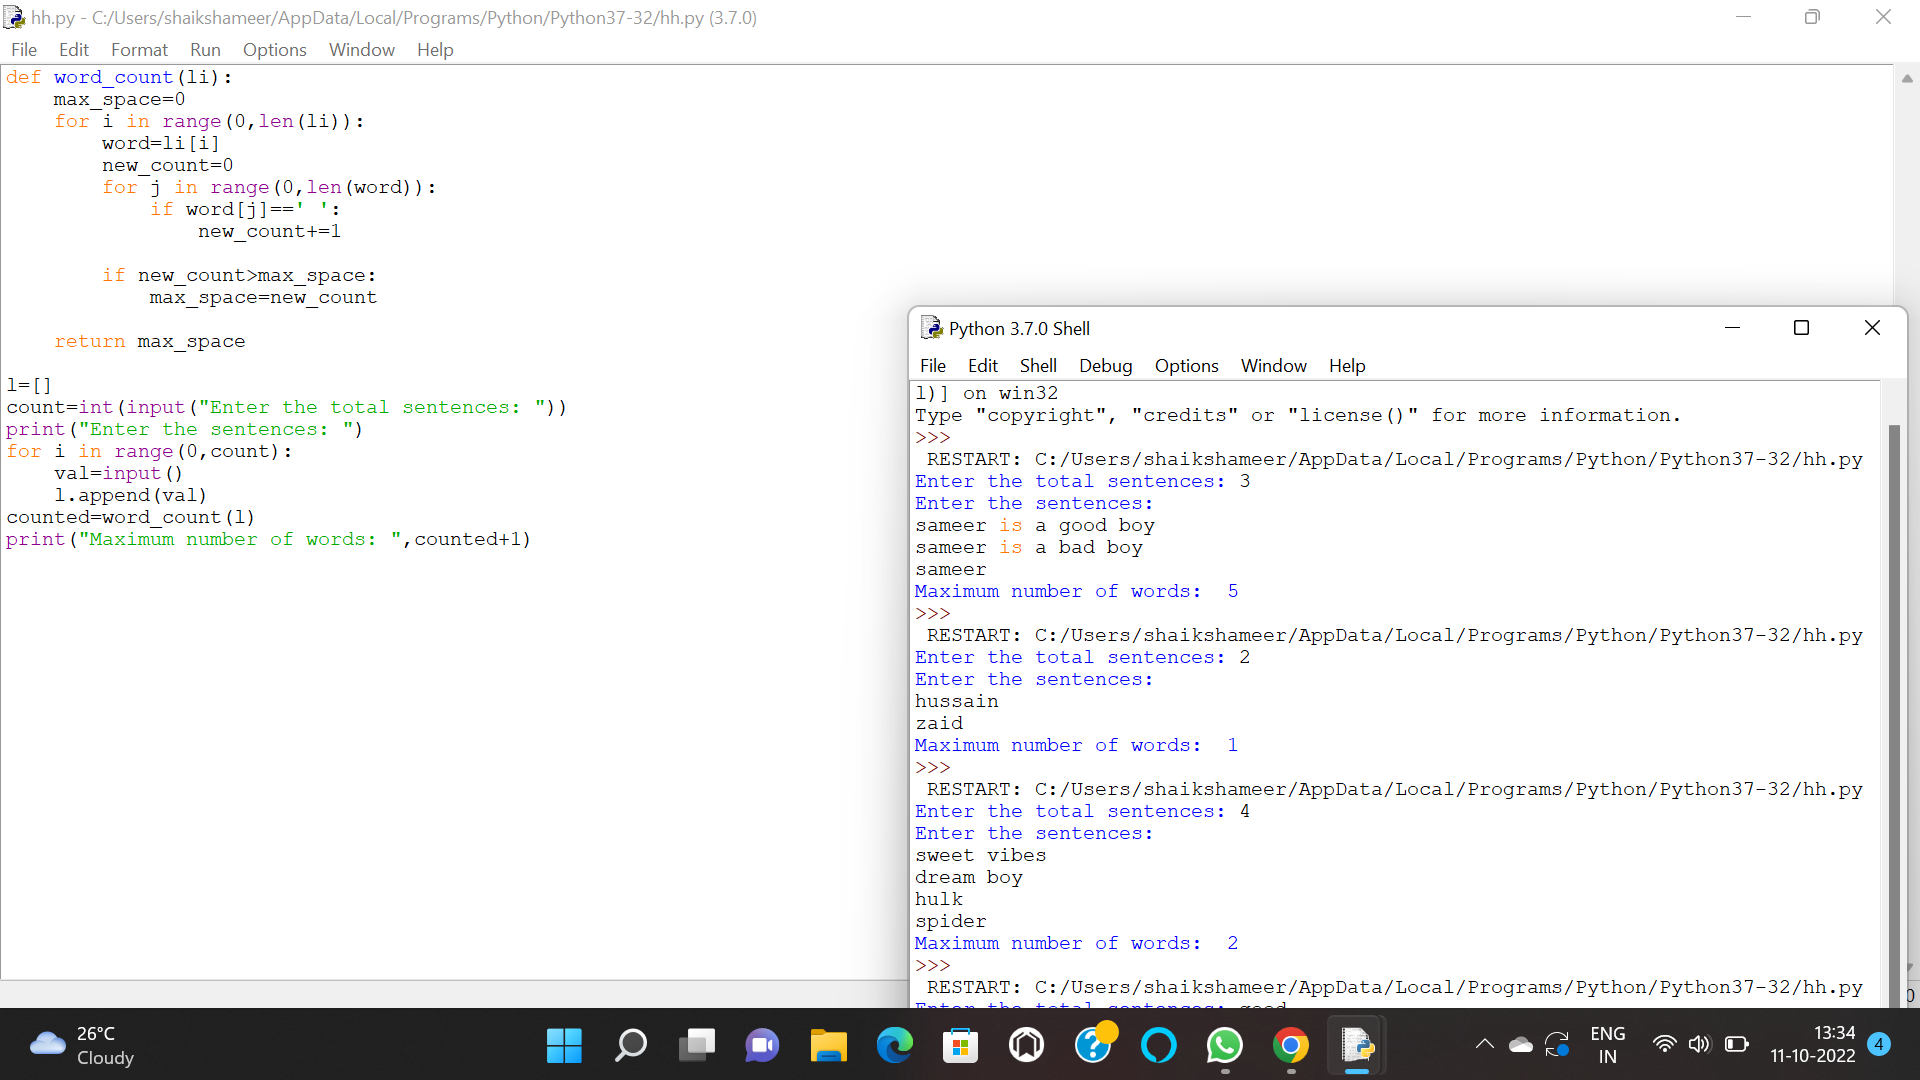 hh.py - C:/Users/shaikshameer/AppData/Local/Programs/Python/Python37-32/hh.py (3.7.0)
File Edit Format Run Options Window Help
def word_count(li):
    max_space=0
    for i in range(0,len(li)):
        word=li[i]
        new_count=0
        for j in range(0,len(word)):
            if word[j]==' ':
                new_count+=1
        if new_count>max_space:
            max_space=new_count
    return max_space
l=[]
count=int(input("Enter the total sentences: "))
print("Enter the sentences: ")
for i in range(0,count):
    val=input()
    l.append(val)
counted=word_count(l)
print("Maximum number of words: ",counted+1)
Python 3.7.0 Shell
File Edit Shell Debug Options Window Help
l)] on win32
Type "copyright", "credits" or "license()" for more information.
>>>
 RESTART: C:/Users/shaikshameer/AppData/Local/Programs/Python/Python37-32/hh.py
Enter the total sentences: 3
Enter the sentences:
sameer is a good boy
sameer is a bad boy
sameer
Maximum number of words:  5
>>>
 RESTART: C:/Users/shaikshameer/AppData/Local/Programs/Python/Python37-32/hh.py
Enter the total sentences: 2
Enter the sentences:
hussain
zaid
Maximum number of words:  1
>>>
 RESTART: C:/Users/shaikshameer/AppData/Local/Programs/Python/Python37-32/hh.py
Enter the total sentences: 4
Enter the sentences:
sweet vibes
dream boy
hulk
spider
Maximum number of words:  2
>>>
 RESTART: C:/Users/shaikshameer/AppData/Local/Programs/Python/Python37-32/hh.py
Enter the total sentences: good
26°C
Cloudy
ENG
IN
13:34
11-10-2022
4